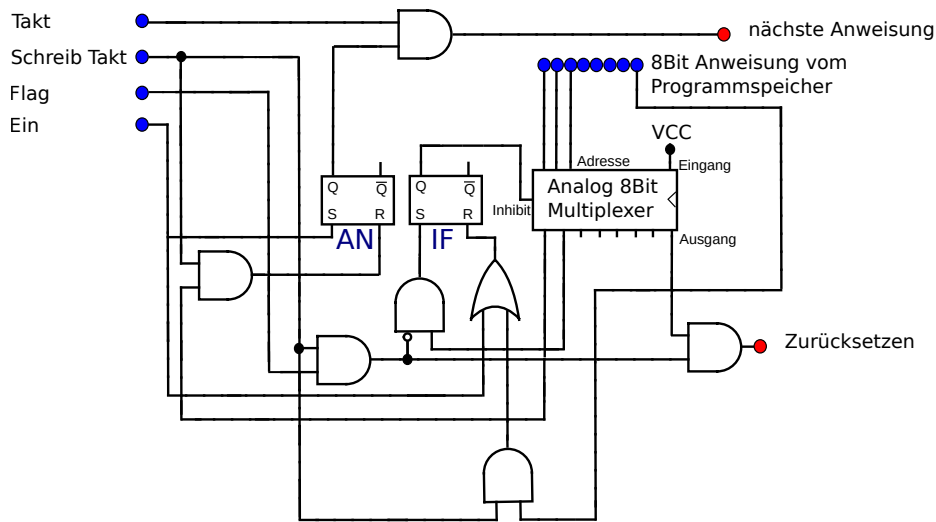 Takt
Schreib Takt
Flag
Ein
nächste Anweisung
8Bit Anweisung vom
Programmspeicher
VCC
Adresse
Eingang
Q Q̅
S R
AN
Q Q̅
S R
IF
Inhibit
Analog 8Bit
Multiplexer
Ausgang
Zurücksetzen